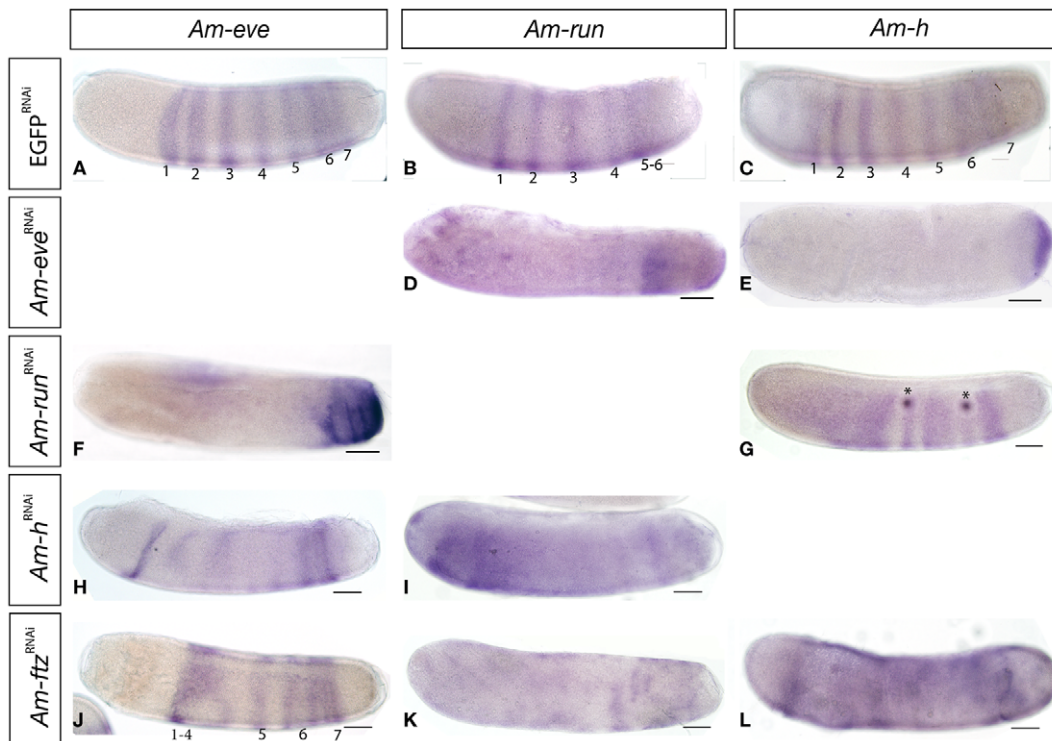 Am-eve
Am-run
Am-h
EGFP RNAi
A
1 2 3 4 5 6 7
B
1 2 3 4 5-6
C
1 2 3 4 5 6 7
Am-eve RNAi
D
E
Am-run RNAi
F
* *
G
Am-h RNAi
H
I
Am-ftz RNAi
J
1-4 5 6 7
K
L